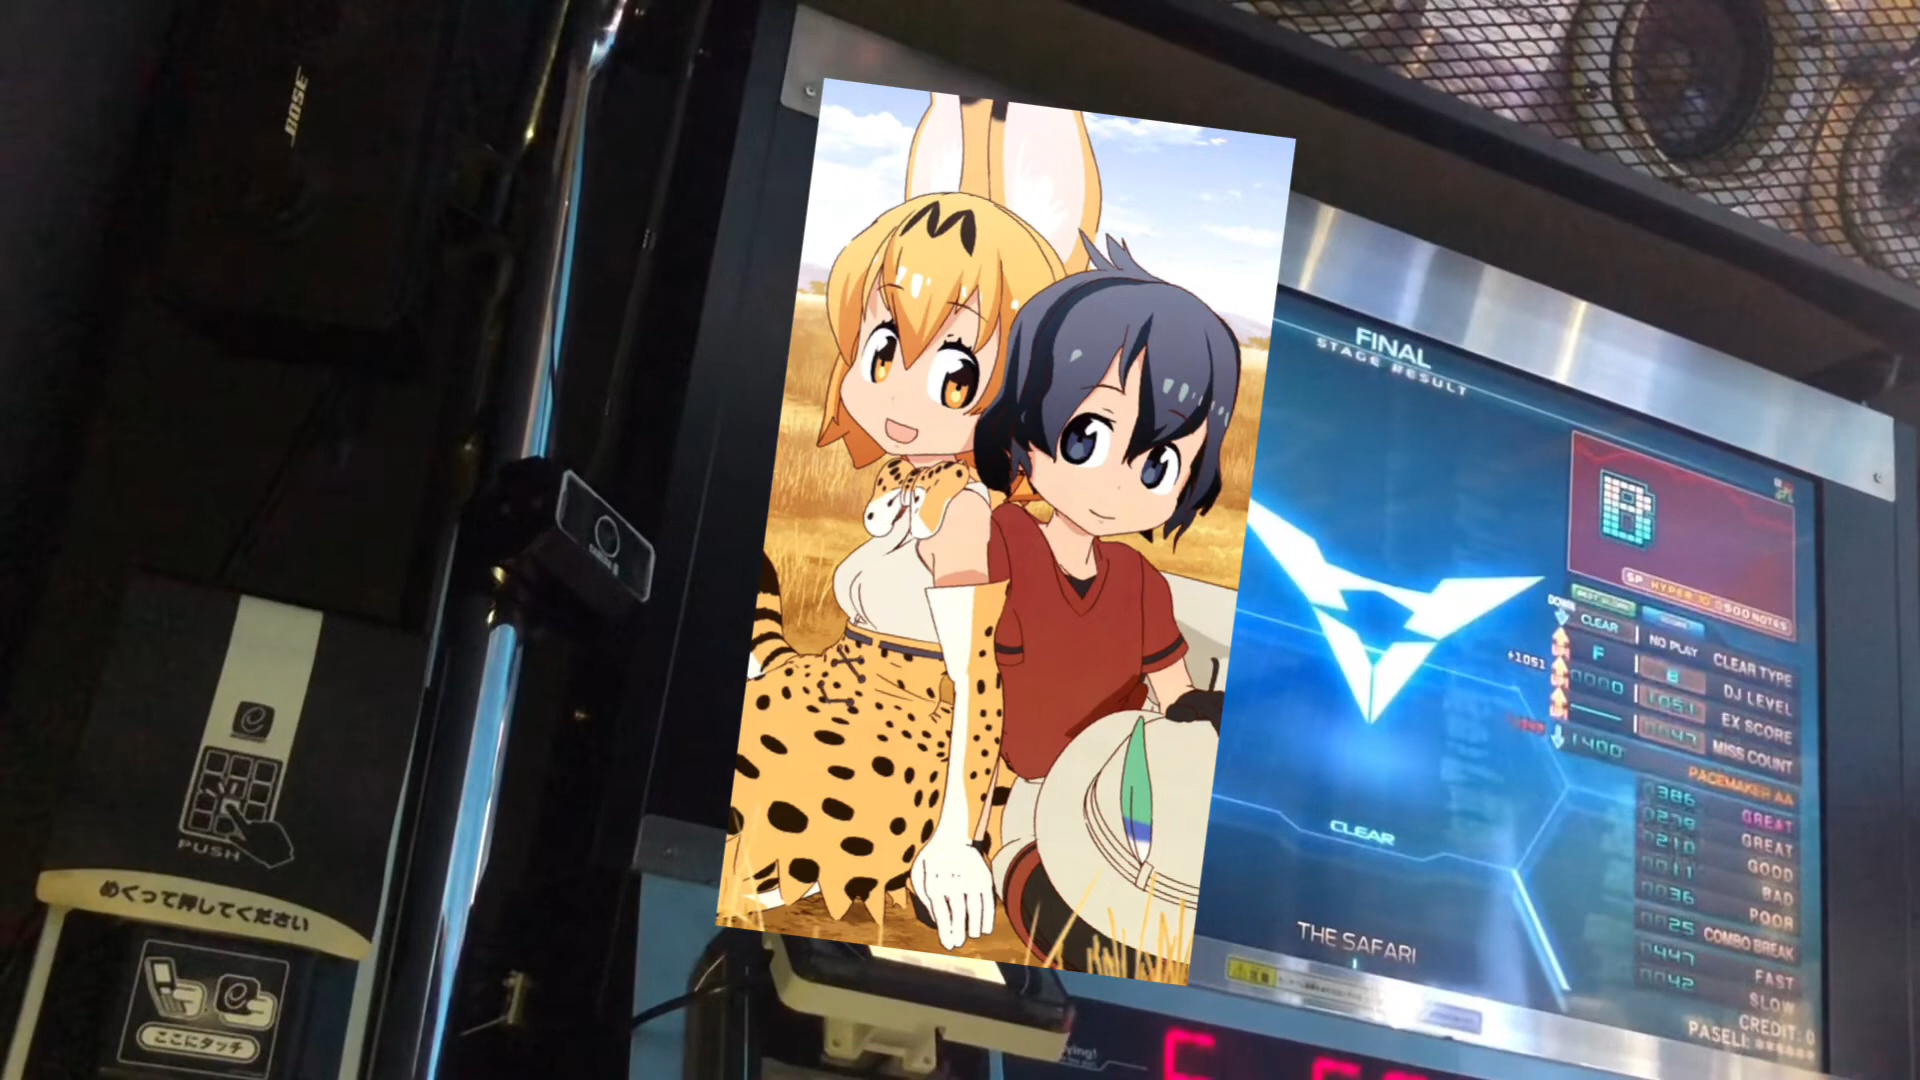 BOSE
PUSH
めくって押してください
ここにタッチ
FINAL
STAGE RESULT
B
SP HYPER 10
NOTES
DOWN
CLEAR
NO PLAY
CLEAR TYPE
F
B
DJ LEVEL
+1051
0000
1051
EX SCORE
0047
MISS COUNT
1400
PACEMAKER AA
0386
GREAT
0279
GREAT
0210
GOOD
0011
BAD
0036
POOR
0025
COMBO BREAK
0447
FAST
0042
SLOW
CLEAR
THE SAFARI
CREDIT: 0
PASELI: ******